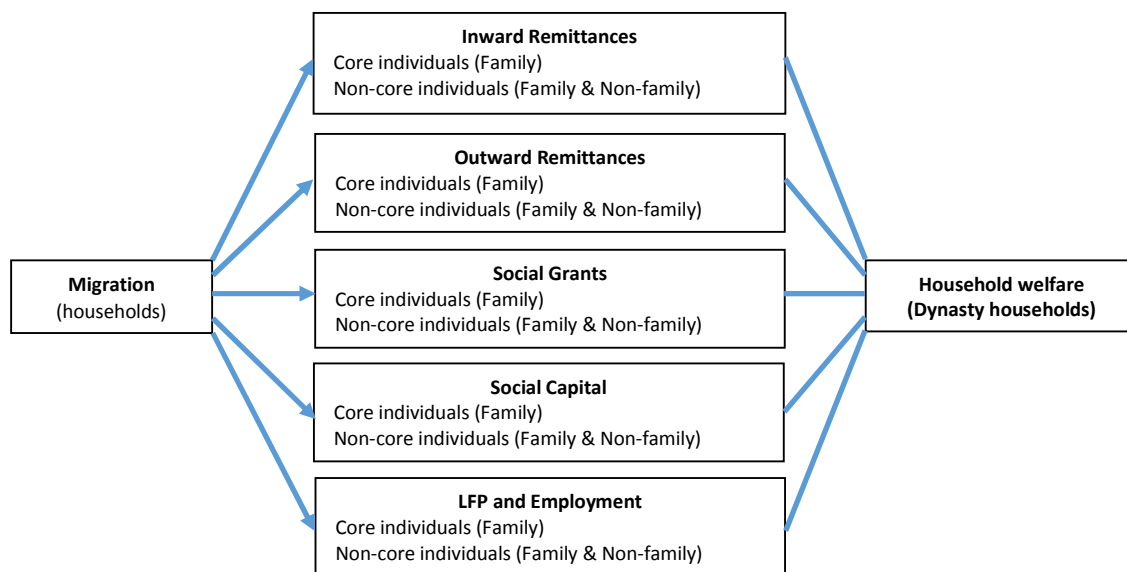 Inward Remittances
Core individuals (Family)
Non-core individuals (Family & Non-family)
Outward Remittances
Core individuals (Family)
Non-core individuals (Family & Non-family)
Migration
(households)
Social Grants
Core individuals (Family)
Non-core individuals (Family & Non-family)
Household welfare
(Dynasty households)
Social Capital
Core individuals (Family)
Non-core individuals (Family & Non-family)
LFP and Employment
Core individuals (Family)
Non-core individuals (Family & Non-family)